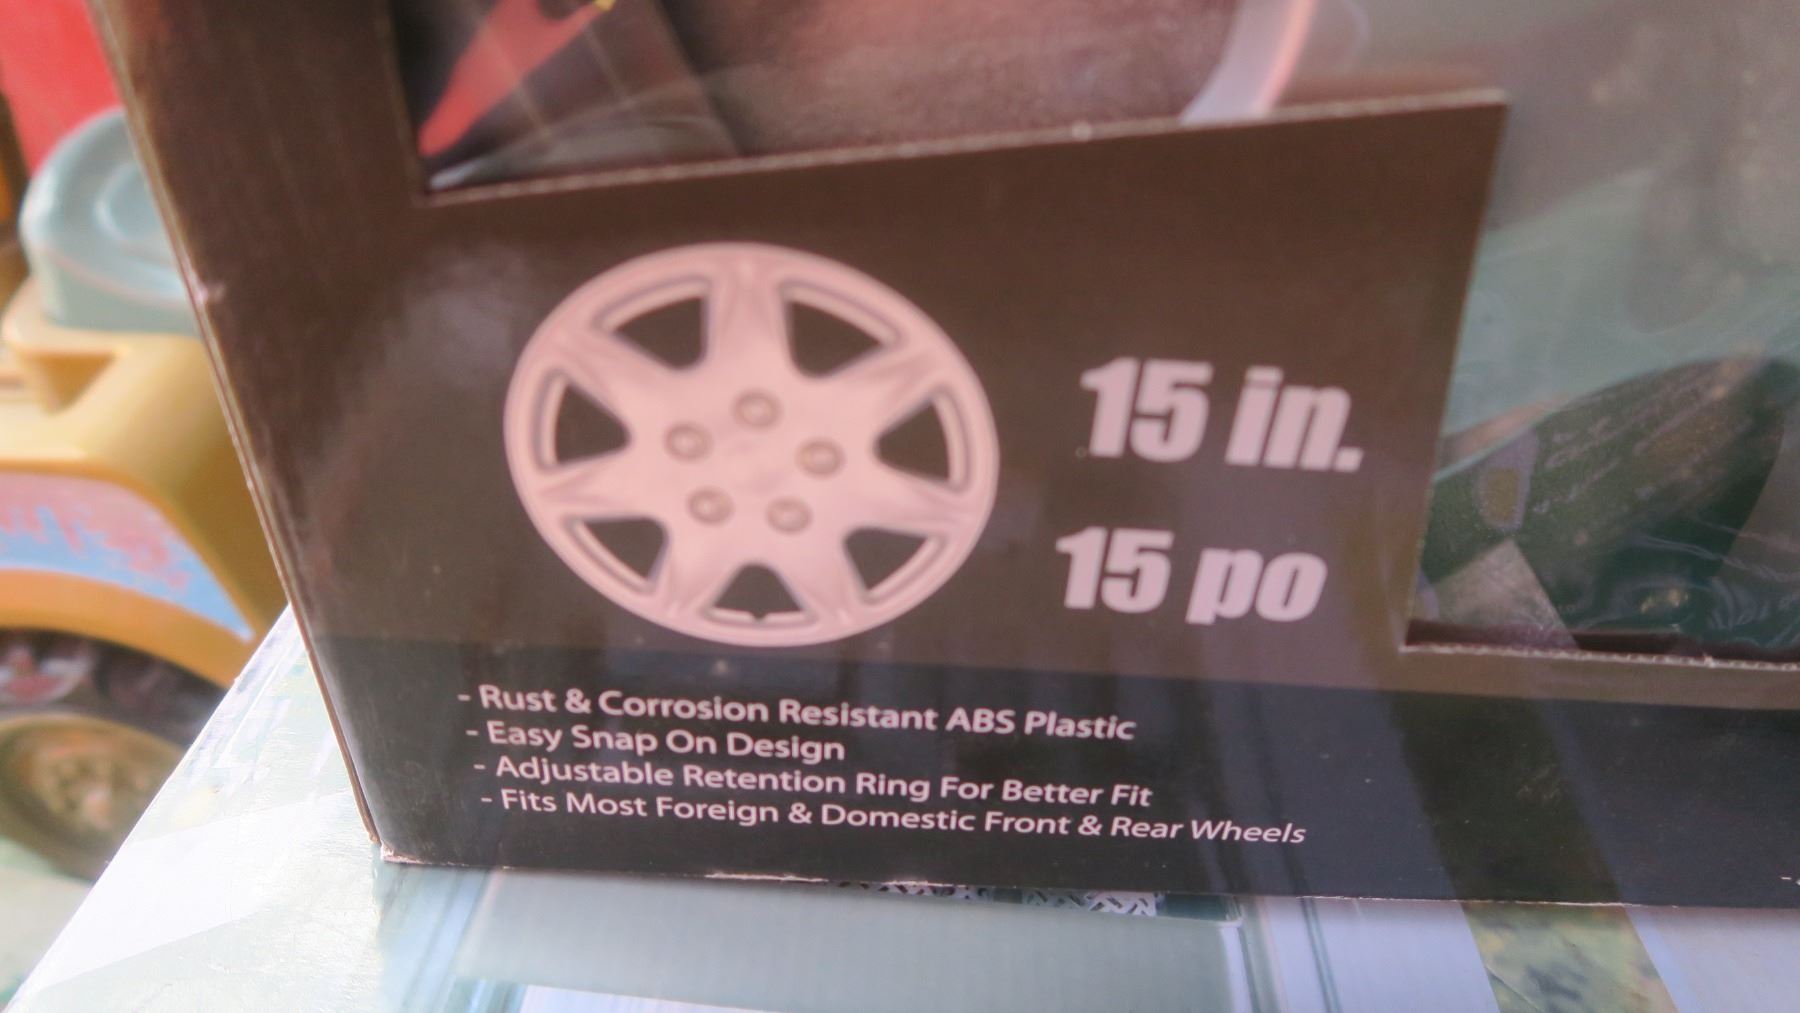 15 in.
15 po
- Rust & Corrosion Resistant ABS Plastic
- Easy Snap On Design
- Adjustable Retention Ring For Better Fit
- Fits Most Foreign & Domestic Front & Rear Wheels